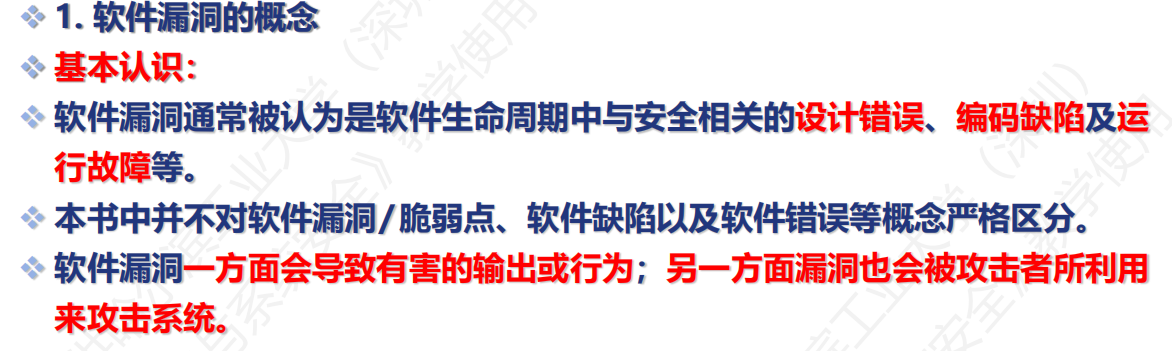 1. 软件漏洞的概念
基本认识：
软件漏洞通常被认为是软件生命周期中与安全相关的设计错误、编码缺陷及运
行故障等。
本书中并不对软件漏洞/脆弱点、软件缺陷以及软件错误等概念严格区分。
软件漏洞一方面会导致有害的输出或行为；另一方面漏洞也会被攻击者所利用
来攻击系统。